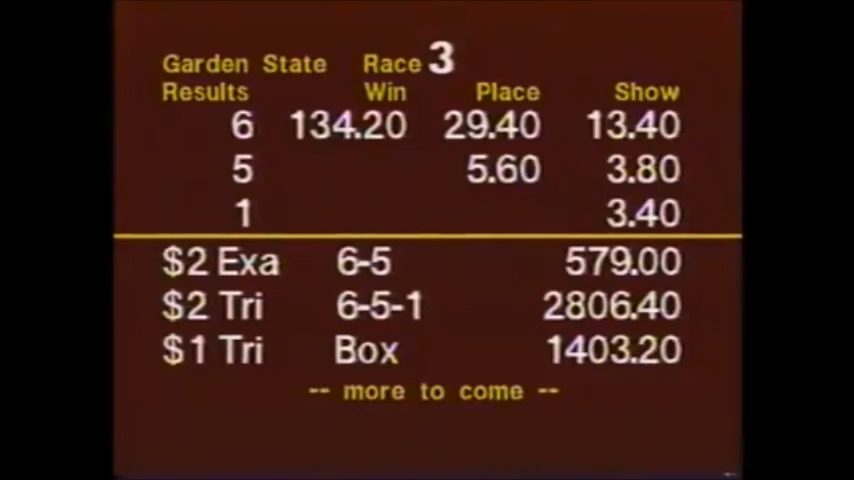 Garden State Race 3
Results Win Place Show
6 134.20 29.40 13.40
5 5.60 3.80
1 3.40
$2 Exa 6-5 579.00
$2 Tri 6-5-1 2806.40
$1 Tri Box 1403.20
-- more to come --